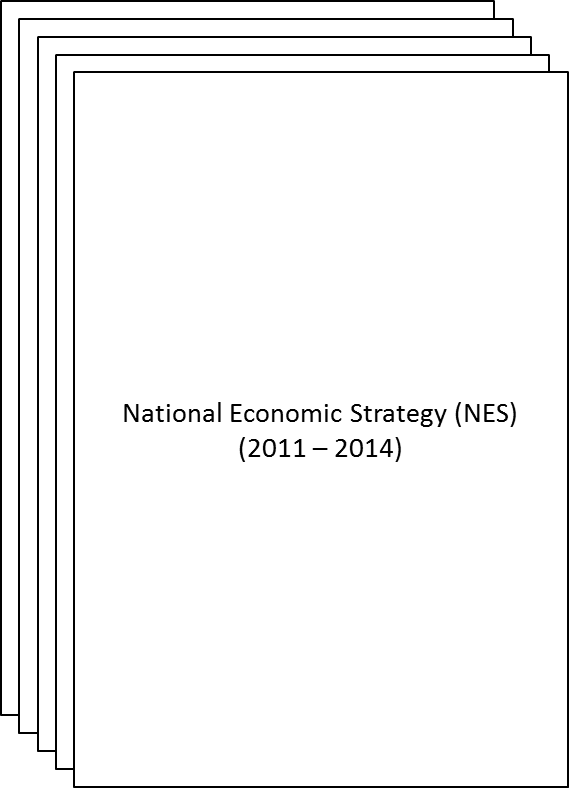 National Economic Strategy (NES)
(2011 – 2014)